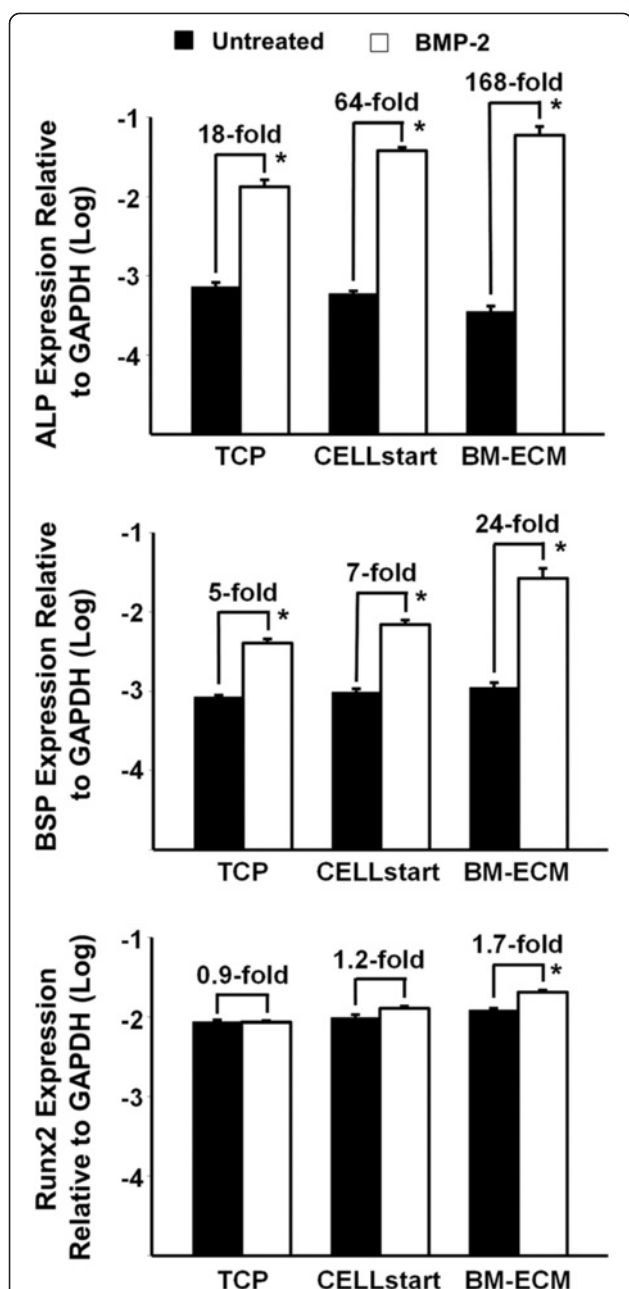 Untreated BMP-2
ALP Expression Relative
to GAPDH (Log)
-1
-2
-3
-4
18-fold
*
64-fold
*
168-fold
*
TCP CELLstart BM-ECM
BSP Expression Relative
to GAPDH (Log)
-1
-2
-3
-4
5-fold
*
7-fold
*
24-fold
*
TCP CELLstart BM-ECM
Runx2 Expression
Relative to GAPDH (Log)
-1
-2
-3
-4
0.9-fold
1.2-fold
1.7-fold
*
TCP CELLstart BM-ECM